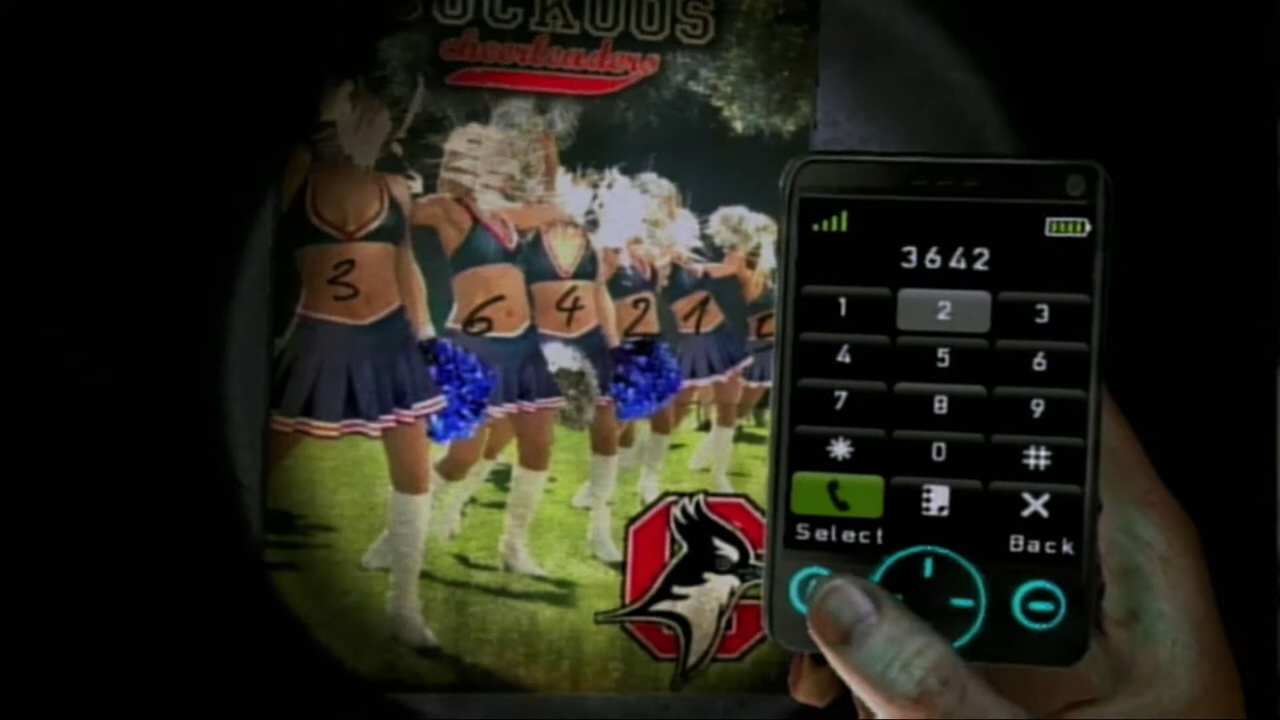 UCKOOS
cheerleaders
3 6 4 2 1
3642
1 2 3
4 5 6
7 8 9
* 0 #
Select Back